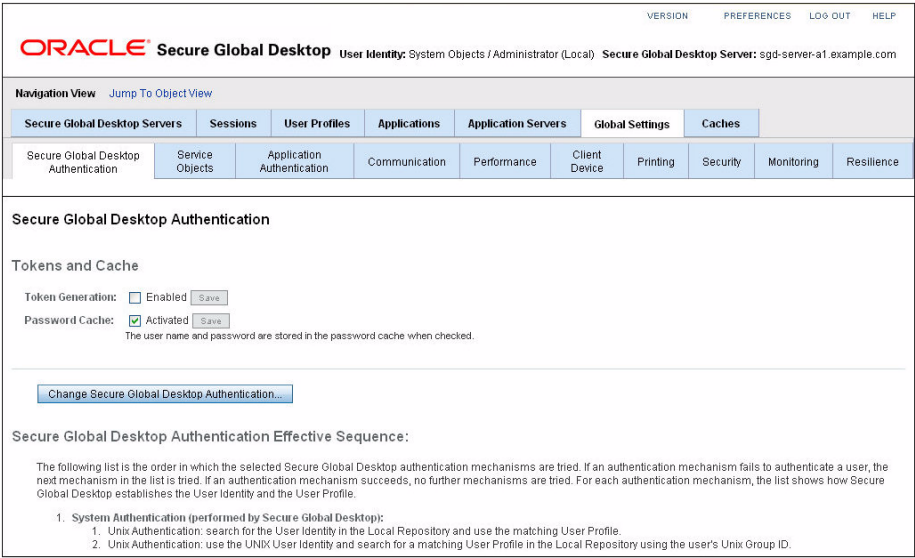 VERSION PREFERENCES LOG OUT HELP
ORACLE Secure Global Desktop User Identity: System Objects / Administrator (Local) Secure Global Desktop Server: sgd-server-a1.example.com
Navigation View Jump To Object View
Secure Global Desktop Servers Sessions User Profiles Applications Application Servers Global Settings Caches
Secure Global Desktop Authentication Service Objects Application Authentication Communication Performance Client Device Printing Security Monitoring Resilience
Secure Global Desktop Authentication
Tokens and Cache
Token Generation: Enabled Save
Password Cache: Activated Save
The user name and password are stored in the password cache when checked.
Change Secure Global Desktop Authentication...
Secure Global Desktop Authentication Effective Sequence:
The following list is the order in which the selected Secure Global Desktop authentication mechanisms are tried. If an authentication mechanism fails to authenticate a user, the
next mechanism in the list is tried. If an authentication mechanism succeeds, no further mechanisms are tried. For each authentication mechanism, the list shows how Secure
Global Desktop establishes the User Identity and the User Profile.
1. System Authentication (performed by Secure Global Desktop):
1. Unix Authentication: search for the User Identity in the Local Repository and use the matching User Profile.
2. Unix Authentication: use the UNIX User Identity and search for a matching User Profile in the Local Repository using the user's Unix Group ID.